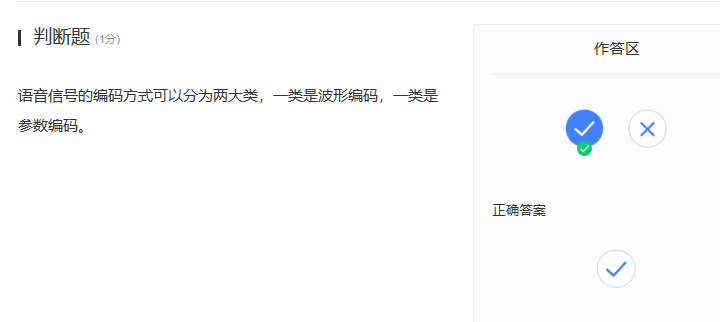 判断题 (1分)
语音信号的编码方式可以分为两大类，一类是波形编码，一类是
参数编码。
作答区
正确答案